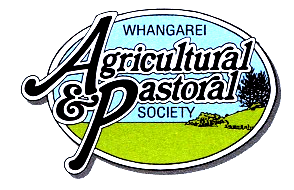 WHANGAREI
Agricultural
& Pastoral
SOCIETY